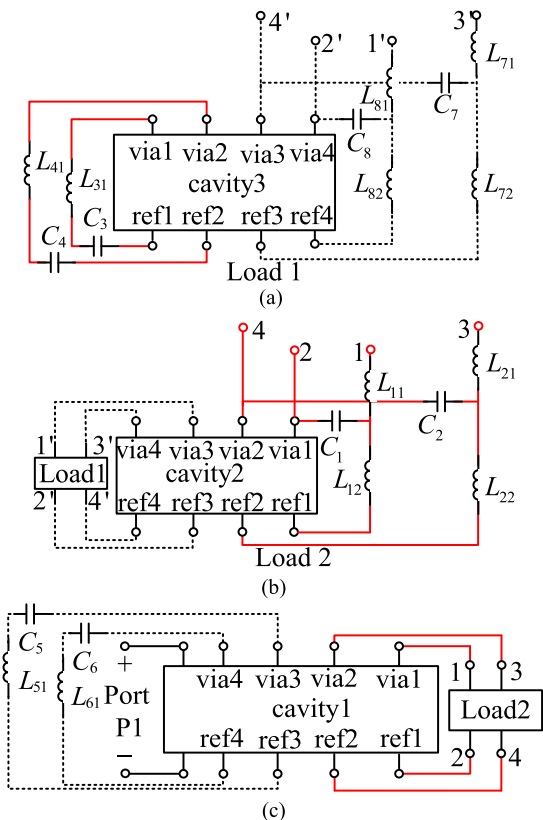 4' 2' 1' 3'
L71
L81 C7
C8
L41 L31 via1 via2 via3 via4
cavity3 L82 L72
ref1 ref2 ref3 ref4
C4 C3
Load 1
(a)
4 2 1 3
L11 L21
C1 C2
1' 3' via4 via3 via2 via1
Load1 cavity2 L12 L22
2' 4' ref4 ref3 ref2 ref1
Load 2
(b)
C5 C6
L51 L61 + via4 via3 via2 via1 1 3
Port cavity1 Load2
P1 ref4 ref3 ref2 ref1 2 4
−
(c)